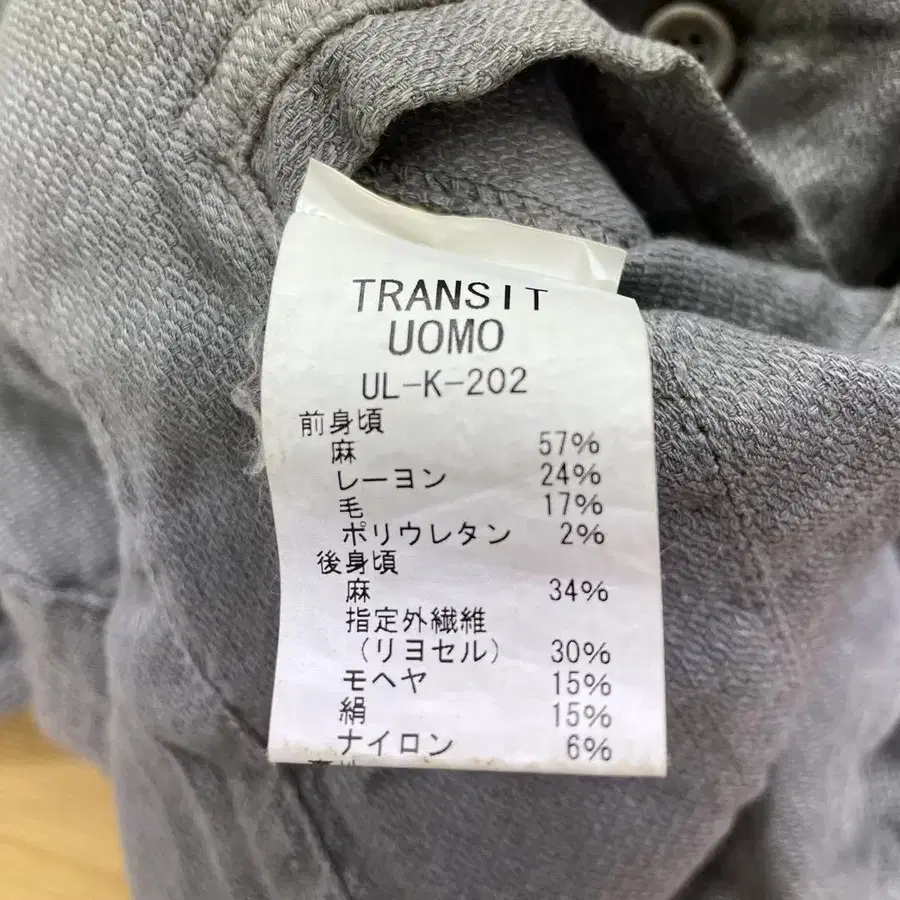 TRANSIT
UOMO
UL-K-202
前身頃
麻 57%
レーヨン 24%
毛 17%
ポリウレタン 2%
後身頃
麻 34%
指定外繊維
(リヨセル) 30%
モヘヤ 15%
絹 15%
ナイロン 6%